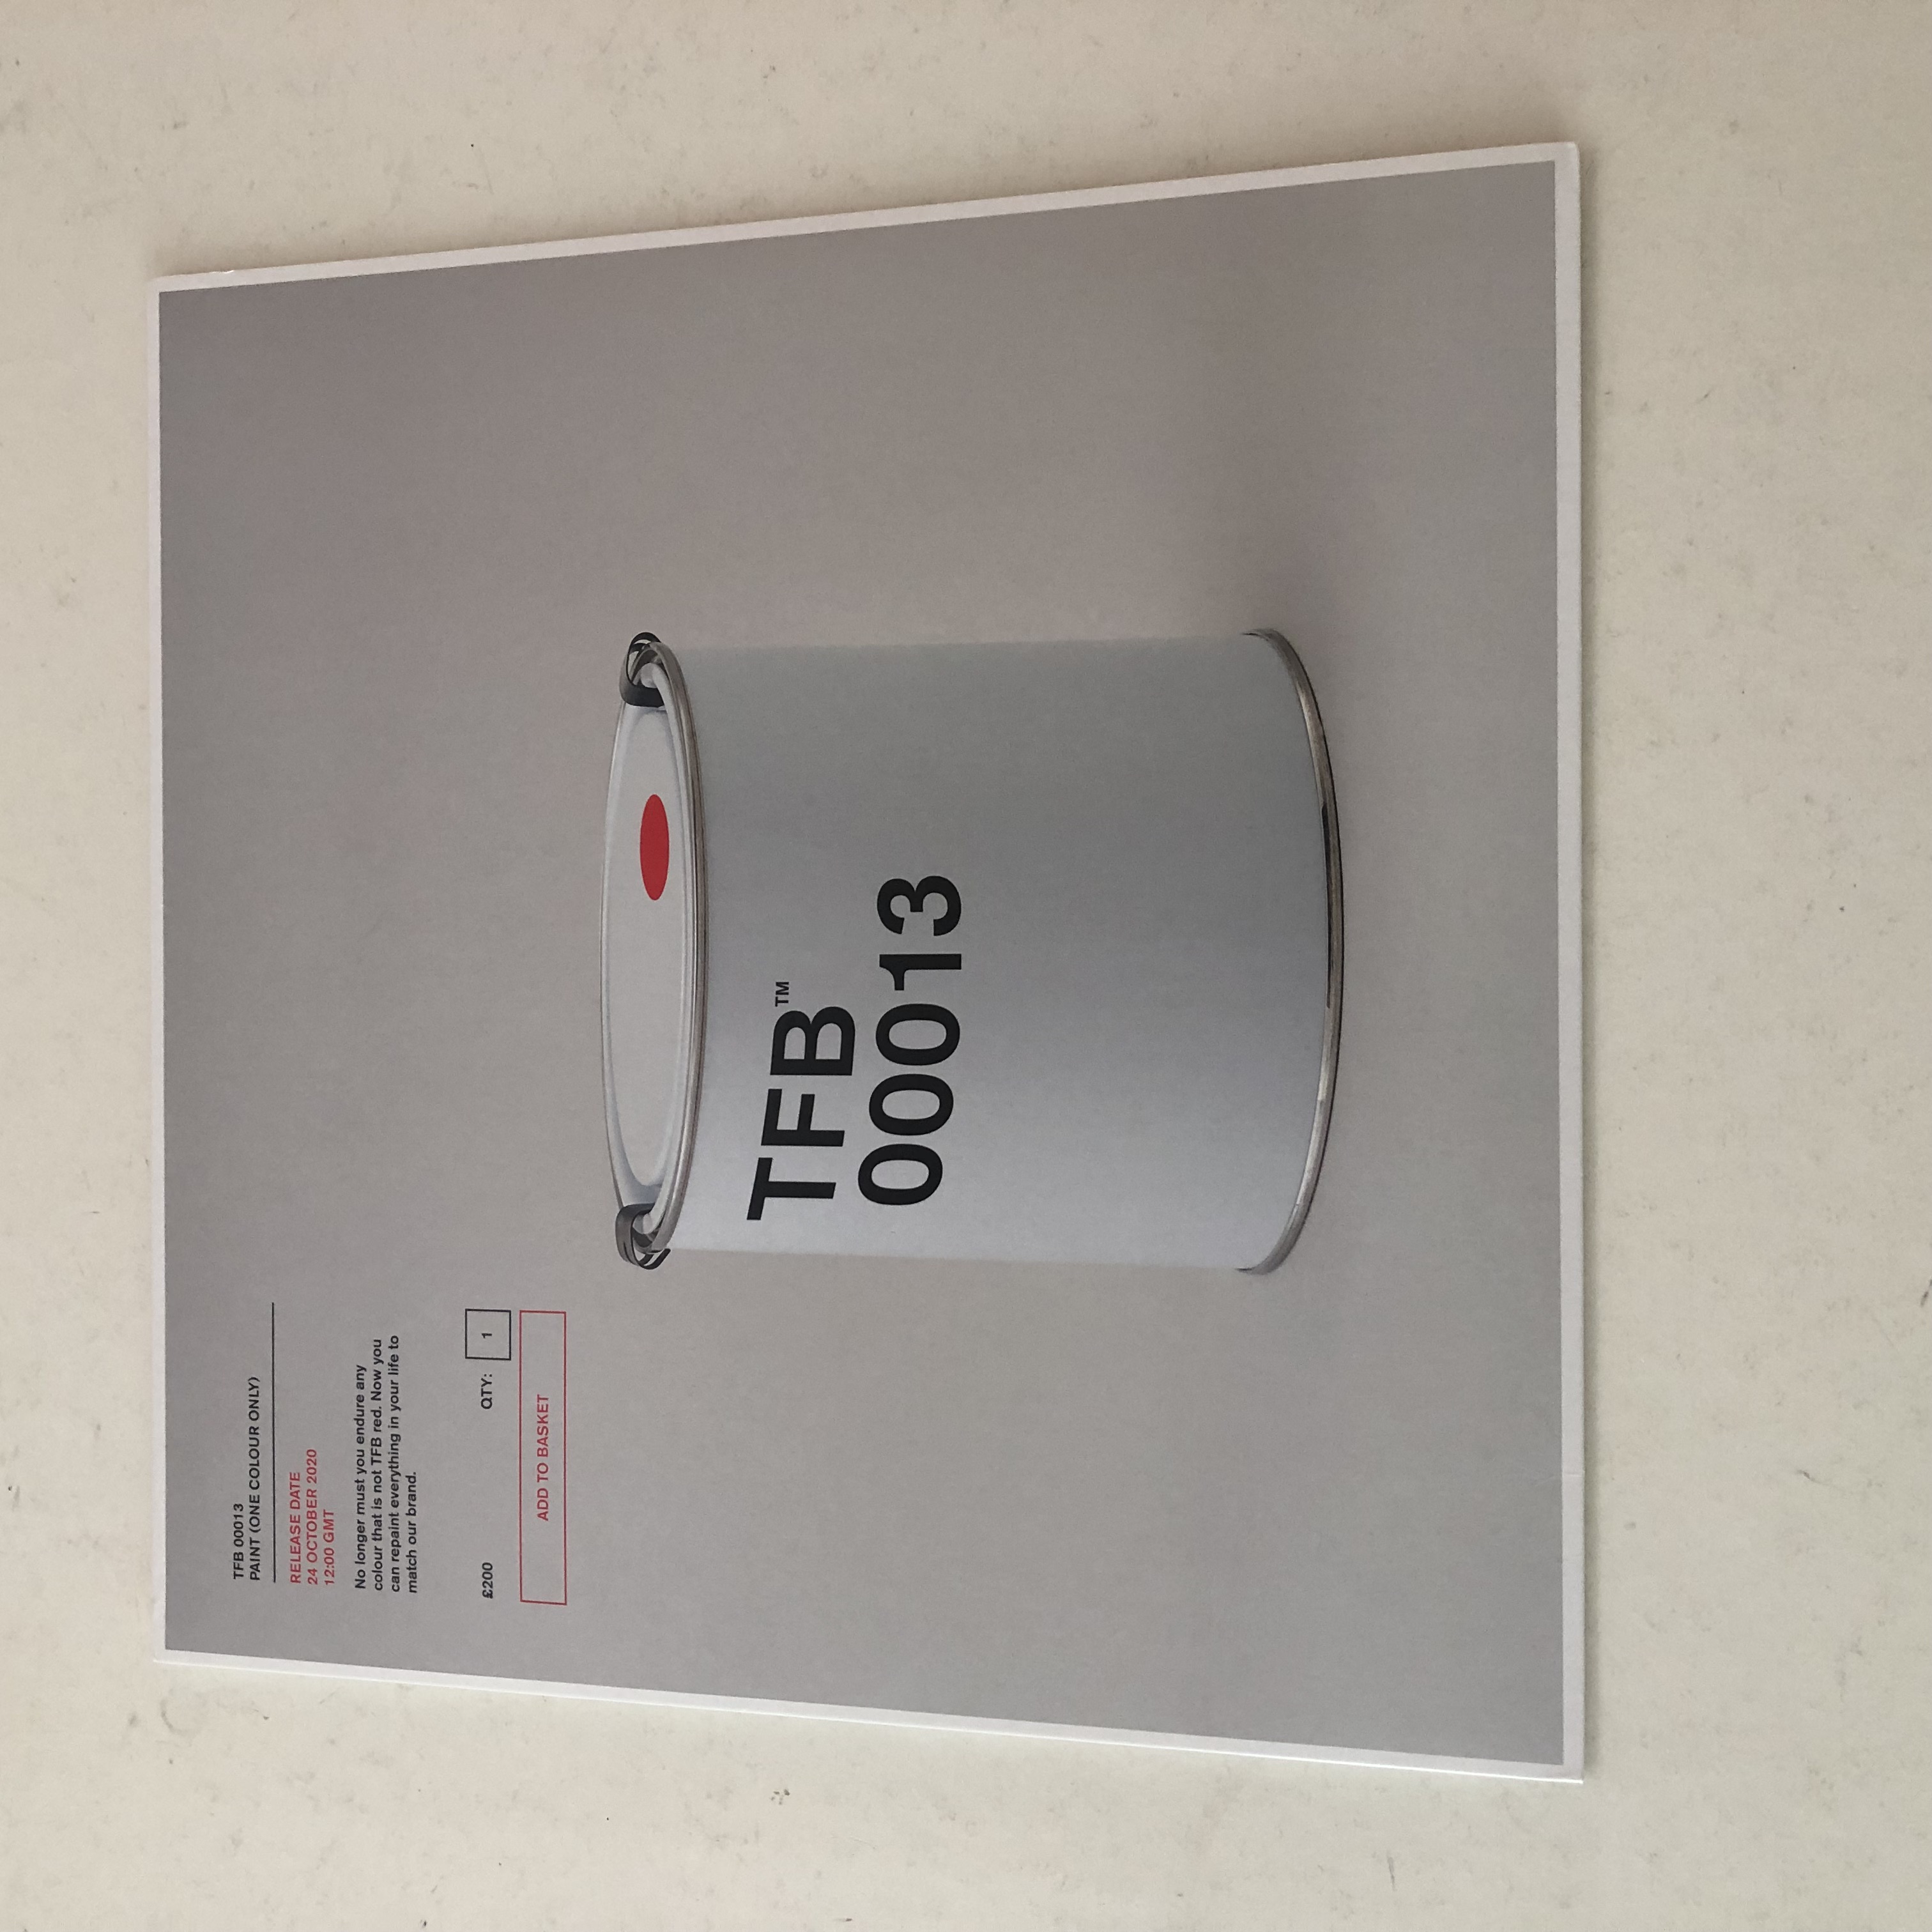 TFB 00013
PAINT (ONE COLOUR ONLY)
RELEASE DATE
24 OCTOBER 2020
12:00 GMT
No longer must you endure any
colour that is not TFB red. Now you
can repaint everything in your life to
match our brand.
£200 QTY: 1
ADD TO BASKET
TFB™
00013